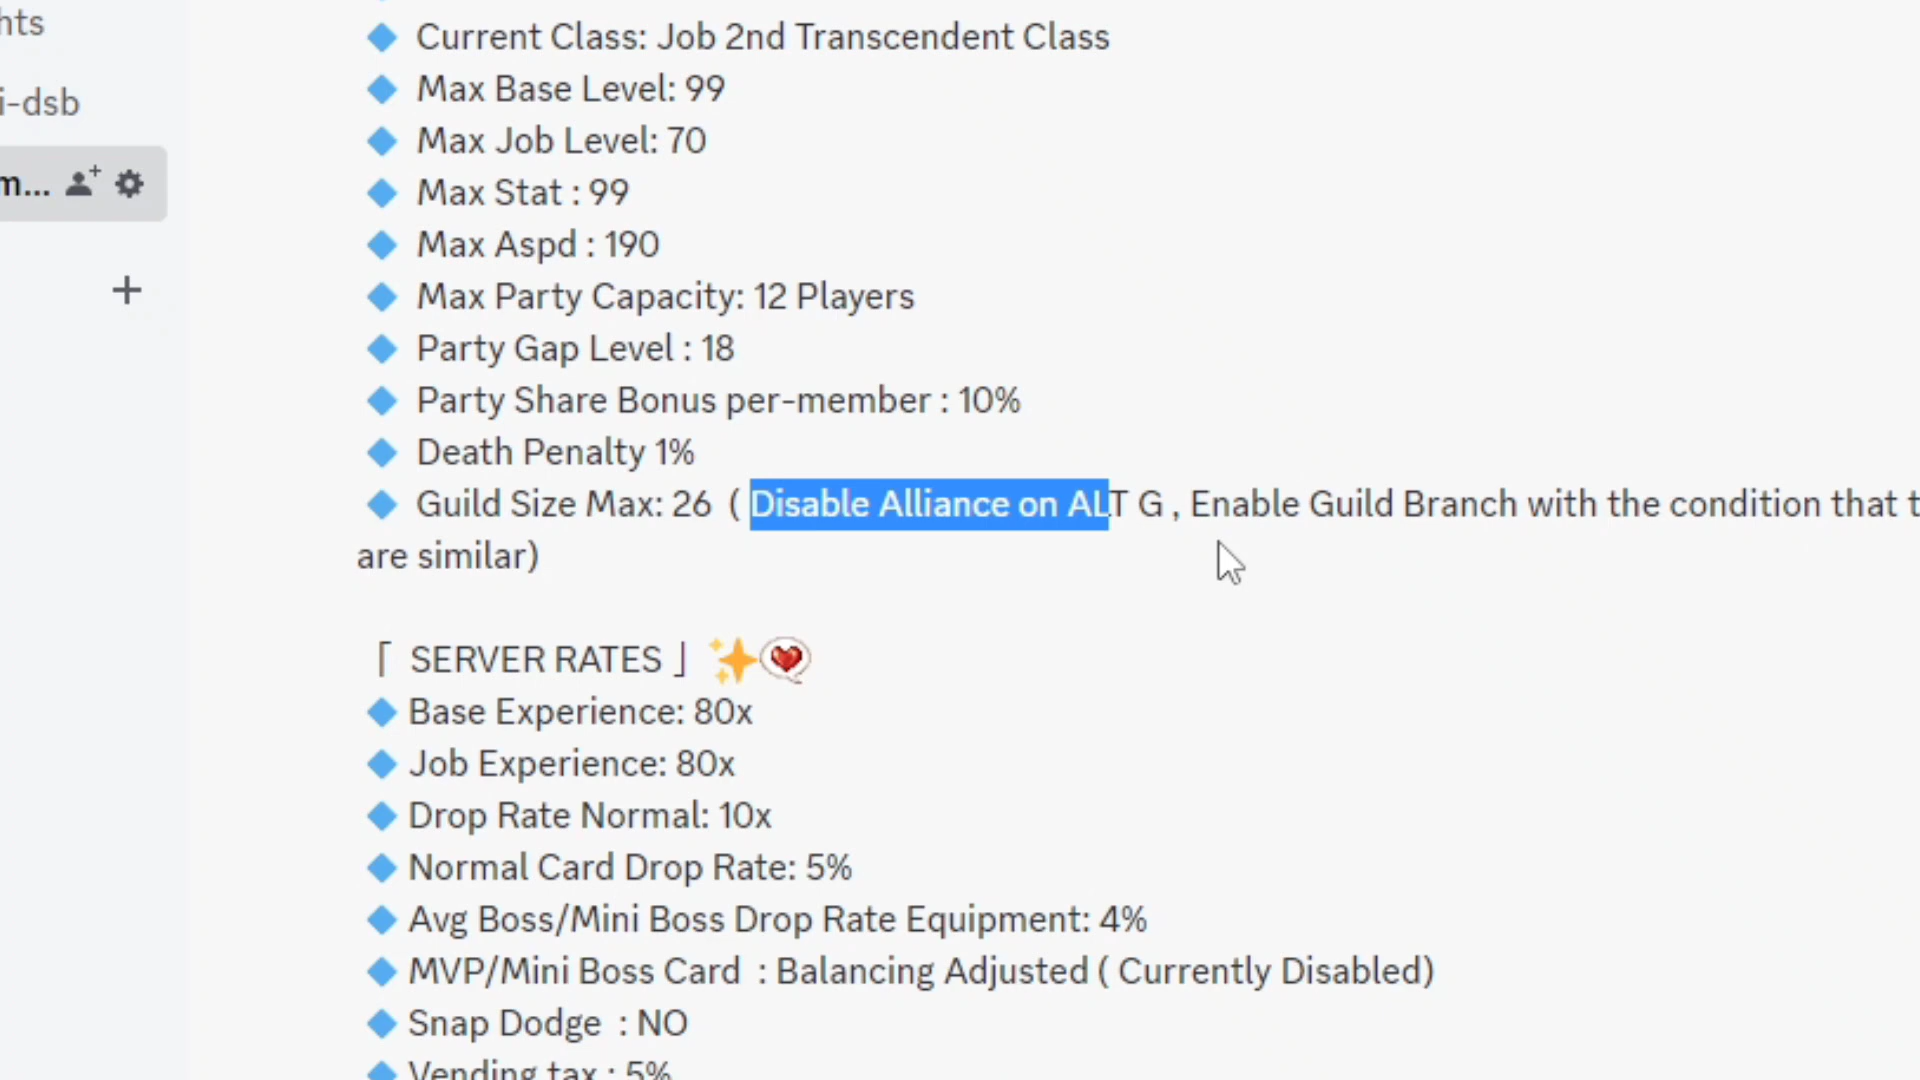 hts
i-dsb
m...
Current Class: Job 2nd Transcendent Class
Max Base Level: 99
Max Job Level: 70
Max Stat : 99
Max Aspd : 190
Max Party Capacity: 12 Players
Party Gap Level : 18
Party Share Bonus per-member : 10%
Death Penalty 1%
Guild Size Max: 26 ( Disable Alliance on ALT G , Enable Guild Branch with the condition that t
are similar)
「 SERVER RATES 」
Base Experience: 80x
Job Experience: 80x
Drop Rate Normal: 10x
Normal Card Drop Rate: 5%
Avg Boss/Mini Boss Drop Rate Equipment: 4%
MVP/Mini Boss Card : Balancing Adjusted ( Currently Disabled)
Snap Dodge : NO
Vending tax : 5%